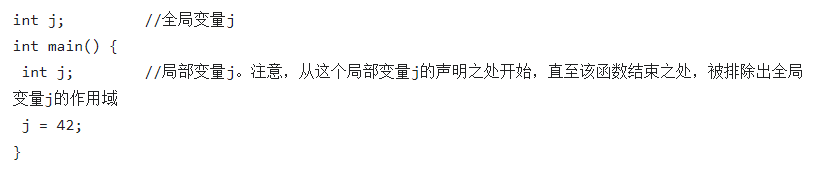 int j;         //全局变量j
int main() {
 int j;        //局部变量j。注意，从这个局部变量j的声明之处开始，直至该函数结束之处，被排除出全局
变量j的作用域
 j = 42;
}